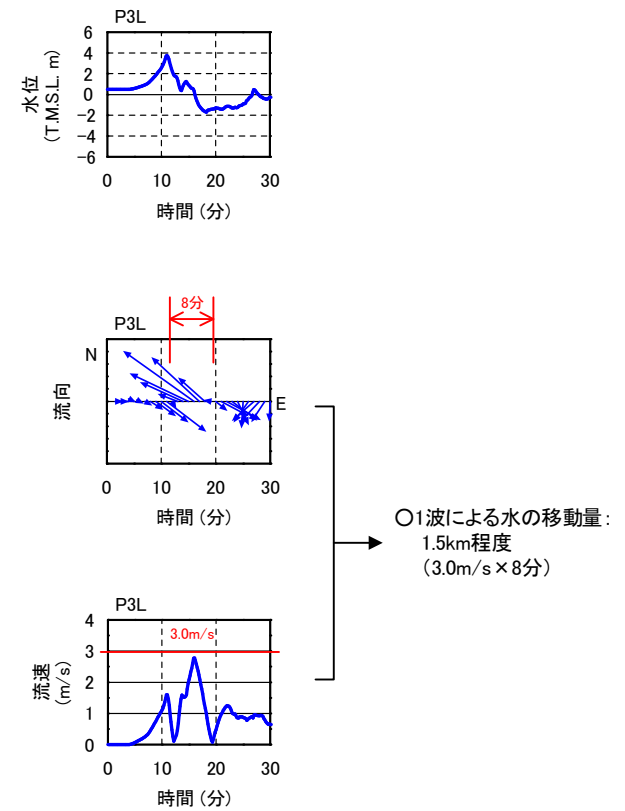 P3L
水位
(T.M.S.L. m)
6
4
2
0
−2
−4
−6
0 10 20 30
時間 (分)
8分
P3L
N
E
流向
0 10 20 30
時間 (分)
○1波による水の移動量:
1.5km程度
(3.0m/s×8分)
P3L
3.0m/s
流速
(m/s)
4
3
2
1
0
0 10 20 30
時間 (分)